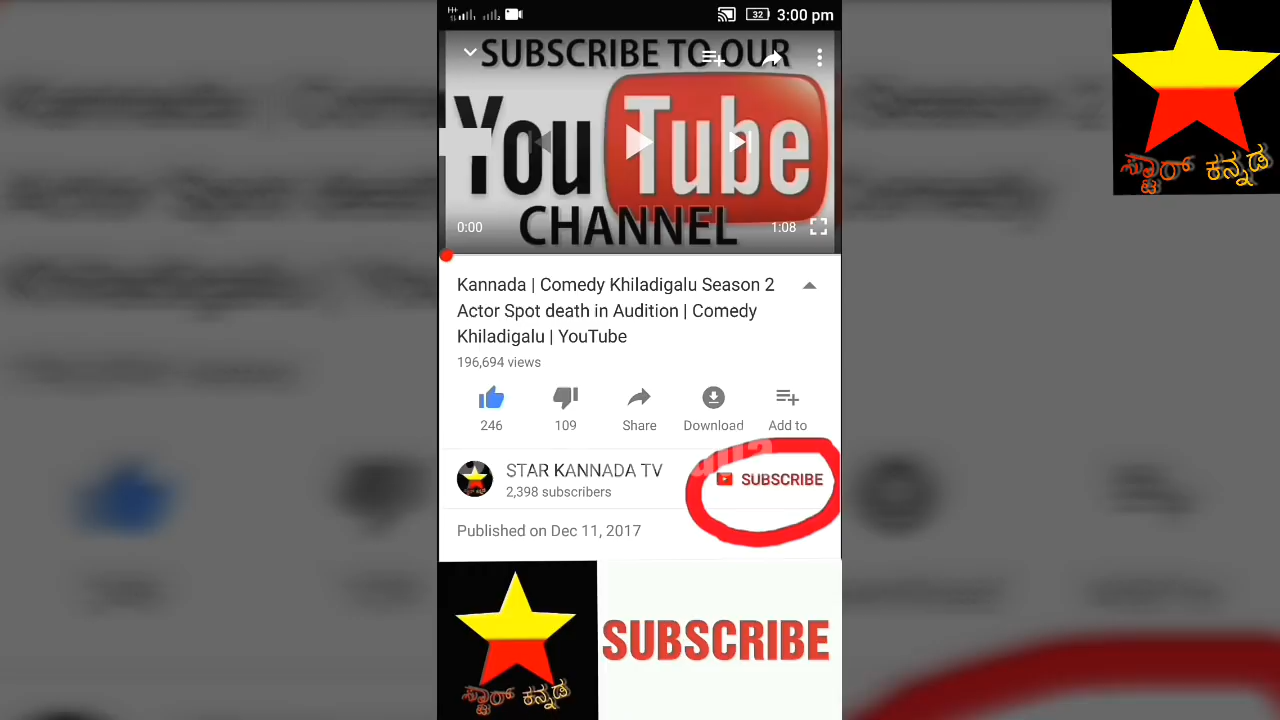 H+
2
32
3:00 pm
SUBSCRIBE TO OUR
YouTube
CHANNEL
0:00
1:08
Kannada | Comedy Khiladigalu Season 2
Actor Spot death in Audition | Comedy
Khiladigalu | YouTube
196,694 views
246
109
Share
Download
Add to
STAR KANNADA TV
2,398 subscribers
SUBSCRIBE
Published on Dec 11, 2017
ಸ್ಟಾರ್ ಕನ್ನಡ
SUBSCRIBE
ಸ್ಟಾರ್ ಕನ್ನಡ